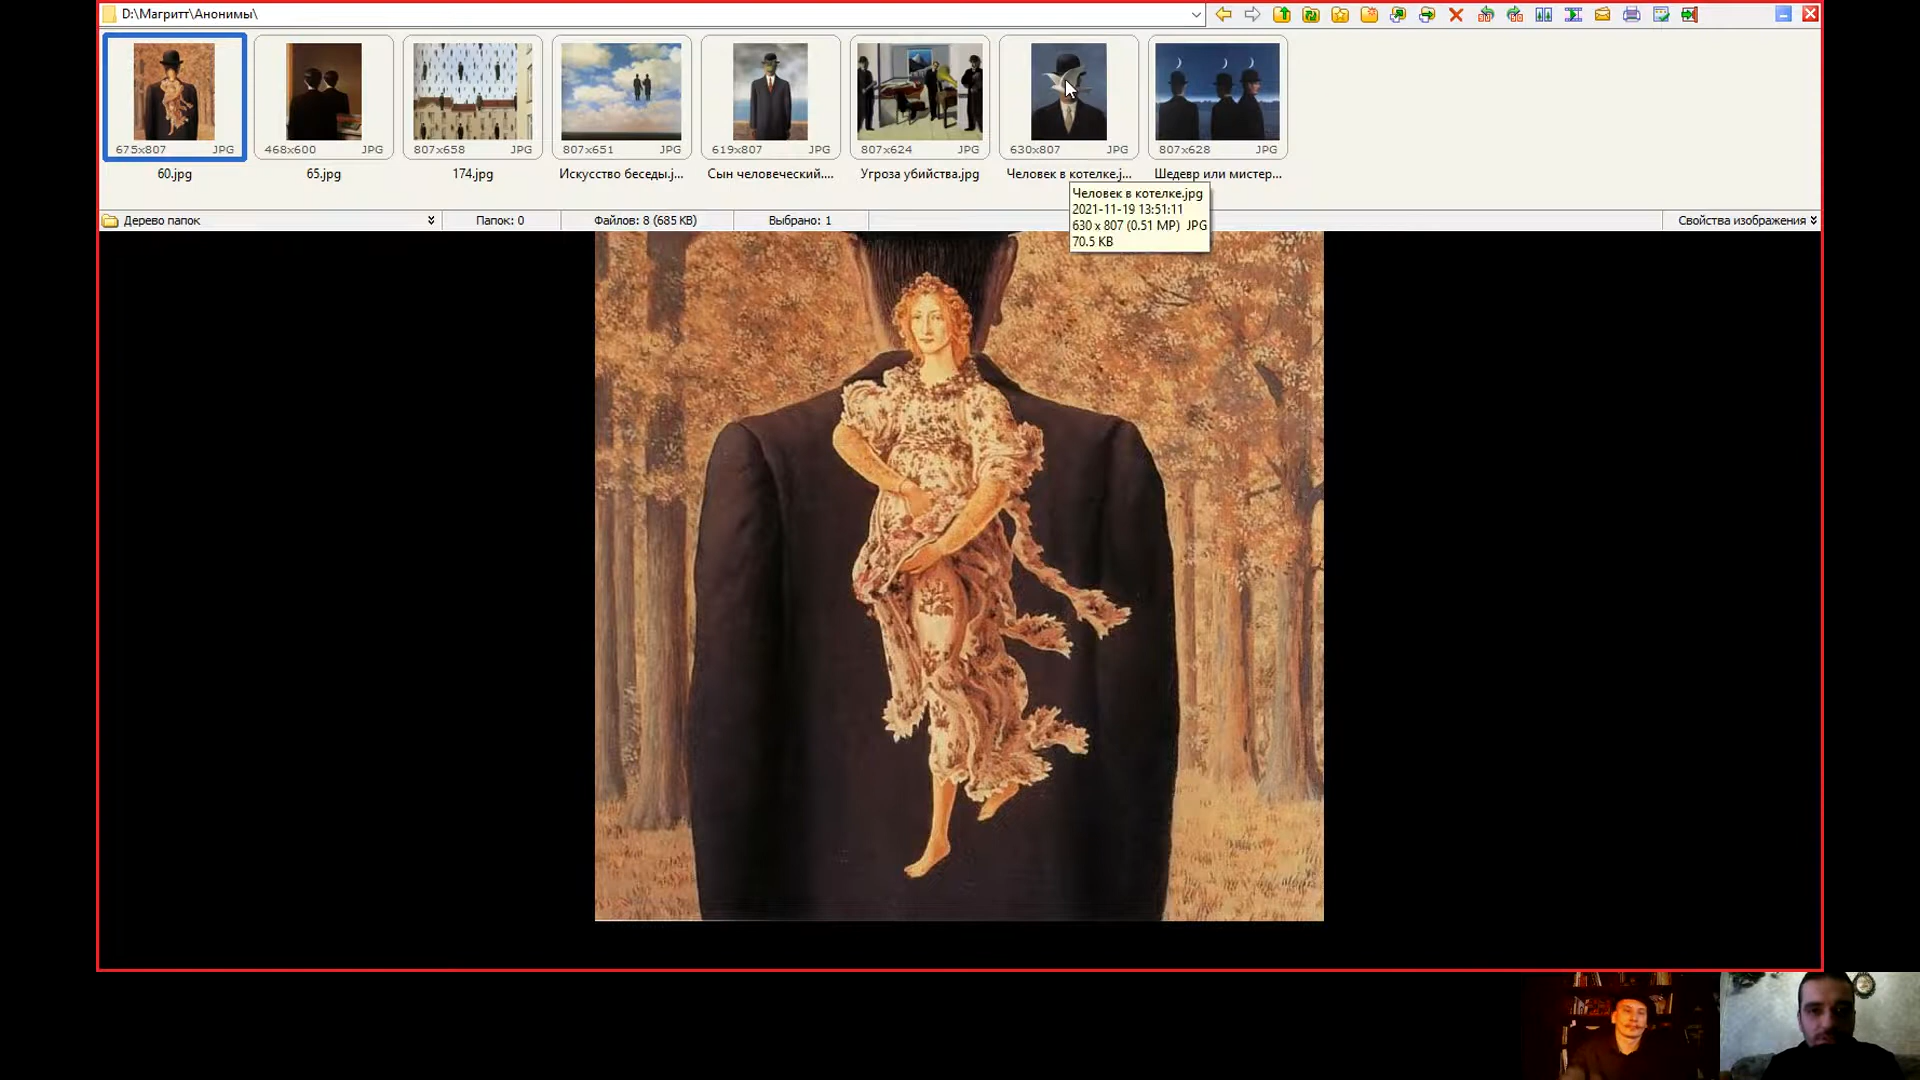 D:\Магритт\Анонимы\
675x807 JPG
468x600 JPG
807x658 JPG
807x651 JPG
619x807 JPG
807x624 JPG
630x807 JPG
807x628 JPG
60.jpg
65.jpg
174.jpg
Искусство беседы.j...
Сын человеческий....
Угроза убийства.jpg
Человек в котелке.j...
Шедевр или мистер...
Человек в котелке.jpg
2021-11-19 13:51:11
630 x 807 (0.51 MP) JPG
70.5 KB
Дерево папок
Папок: 0
Файлов: 8 (685 KB)
Выбрано: 1
Свойства изображения